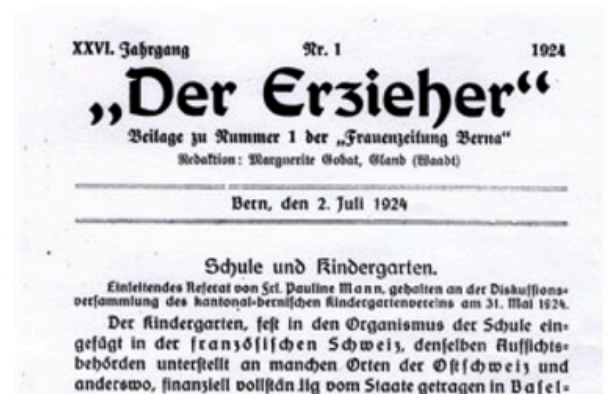 XXVI. Jahrgang Nr. 1 1924
„Der Erzieher“
Beilage zu Nummer 1 der „Frauenzeitung Berna“
Redaktion: Marguerite Gobat, Gland (Waadt)
Bern, den 2. Juli 1924
Schule und Kindergarten.
Einleitendes Referat von Frl. Pauline Mann, gehalten an der Diskussions-
versammlung des kantonal-bernischen Kindergartenvereins am 31. Mai 1924.
Der Kindergarten, fest in den Organismus der Schule ein-
gefügt in der französischen Schweiz, denselben Aufsichts-
behörden unterstellt an manchen Orten der Ostschweiz und
anderswo, finanziell vollständig vom Staate getragen in Basel-